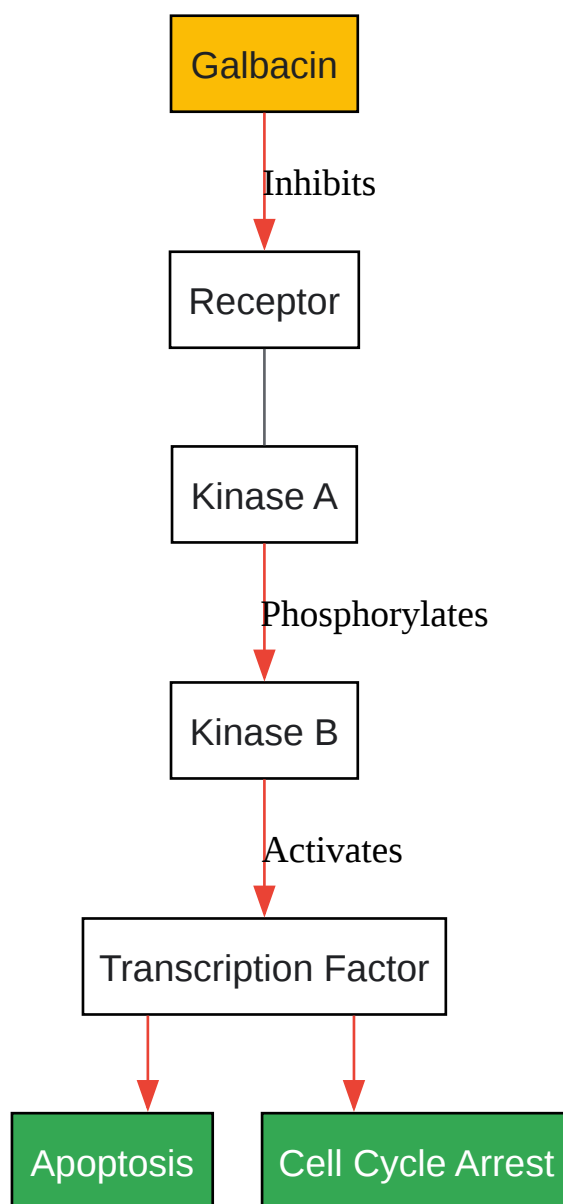 Galbacin
Inhibits
Receptor
Kinase A
Phosphorylates
Kinase B
Activates
Transcription Factor
Apoptosis
Cell Cycle Arrest